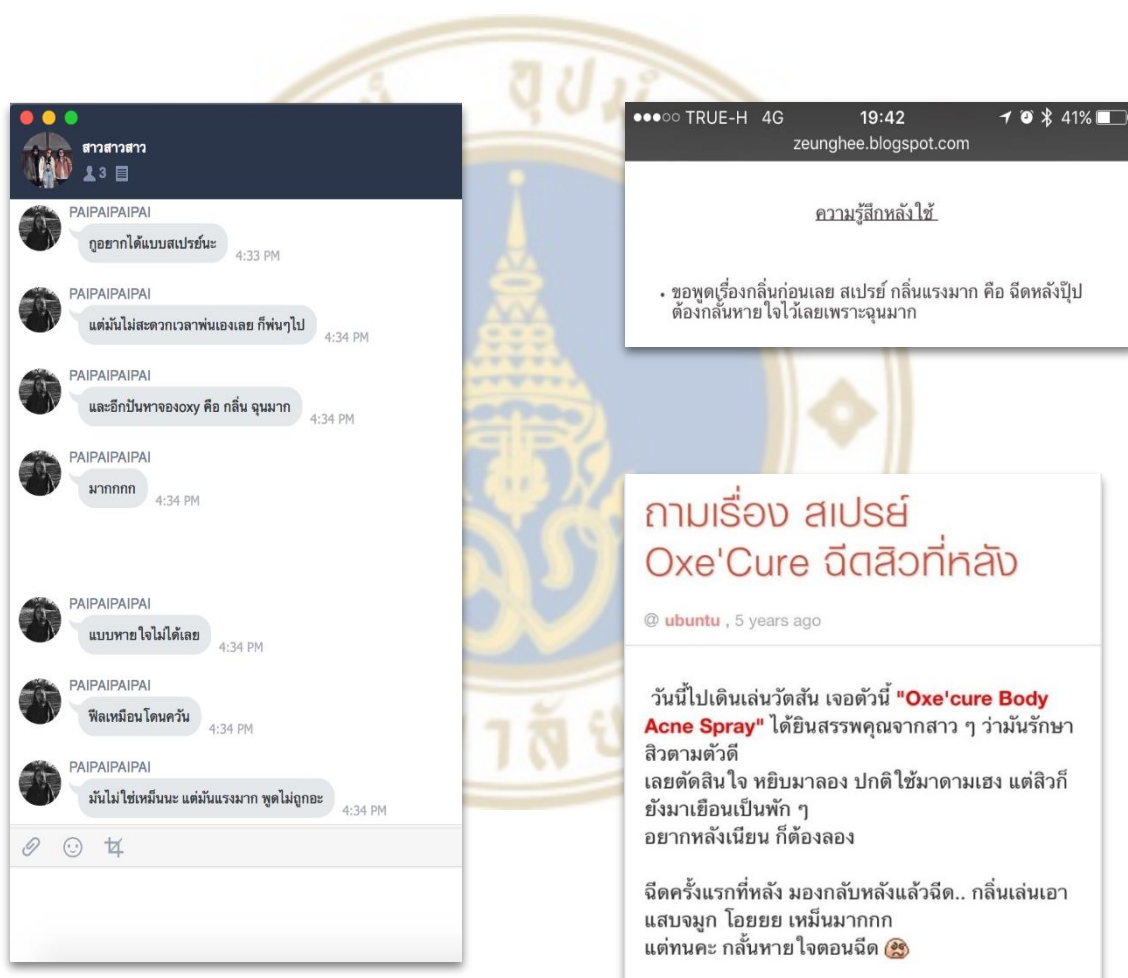 สาวสาวสาว
3
PAIPAIPAIPAI
กูอยากได้แบบสเปรย์นะ
4:33 PM
PAIPAIPAIPAI
แต่มันไม่สะดวกเวลาพ่นเองเลย ก็พ่นๆไป
4:34 PM
PAIPAIPAIPAI
และอีกปันหาจองoxy คือ กลิ่น ฉุนมาก
4:34 PM
PAIPAIPAIPAI
มากกกก
4:34 PM
PAIPAIPAIPAI
แบบหายใจไม่ได้เลย
4:34 PM
PAIPAIPAIPAI
ฟีลเหมือนโดนควัน
4:34 PM
PAIPAIPAIPAI
มันไม่ใช่เหม็นนะ แต่มันแรงมาก พูดไม่ถูกอะ
4:34 PM
TRUE-H 4G 19:42 41%
zeunghee.blogspot.com
ความรู้สึกหลังใช้
• ขอพูดเรื่องกลิ่นก่อนเลย สเปรย์ กลิ่นแรงมาก คือ ฉีดหลังปุ๊ป
ต้องกลั้นหายใจไว้เลยเพราะฉุนมาก
ถามเรื่อง สเปรย์
Oxe'Cure ฉีดสิวที่หลัง
@ ubuntu , 5 years ago
วันนี้ไปเดินเล่นวัตสัน เจอตัวนี้ "Oxe'cure Body
Acne Spray" ได้ยินสรรพคุณจากสาว ๆ ว่ามันรักษา
สิวตามตัวดี
เลยตัดสินใจ หยิบมาลอง ปกติใช้มาดามเฮง แต่สิวก็
ยังมาเยือนเป็นพัก ๆ
อยากหลังเนียน ก็ต้องลอง
ฉีดครั้งแรกที่หลัง มองกลับหลังแล้วฉีด.. กลิ่นเล่นเอา
แสบจมูก โอยยย เหม็นมากกก
แต่ทนคะ กลั้นหายใจตอนฉีด
อุปถั
าลัย